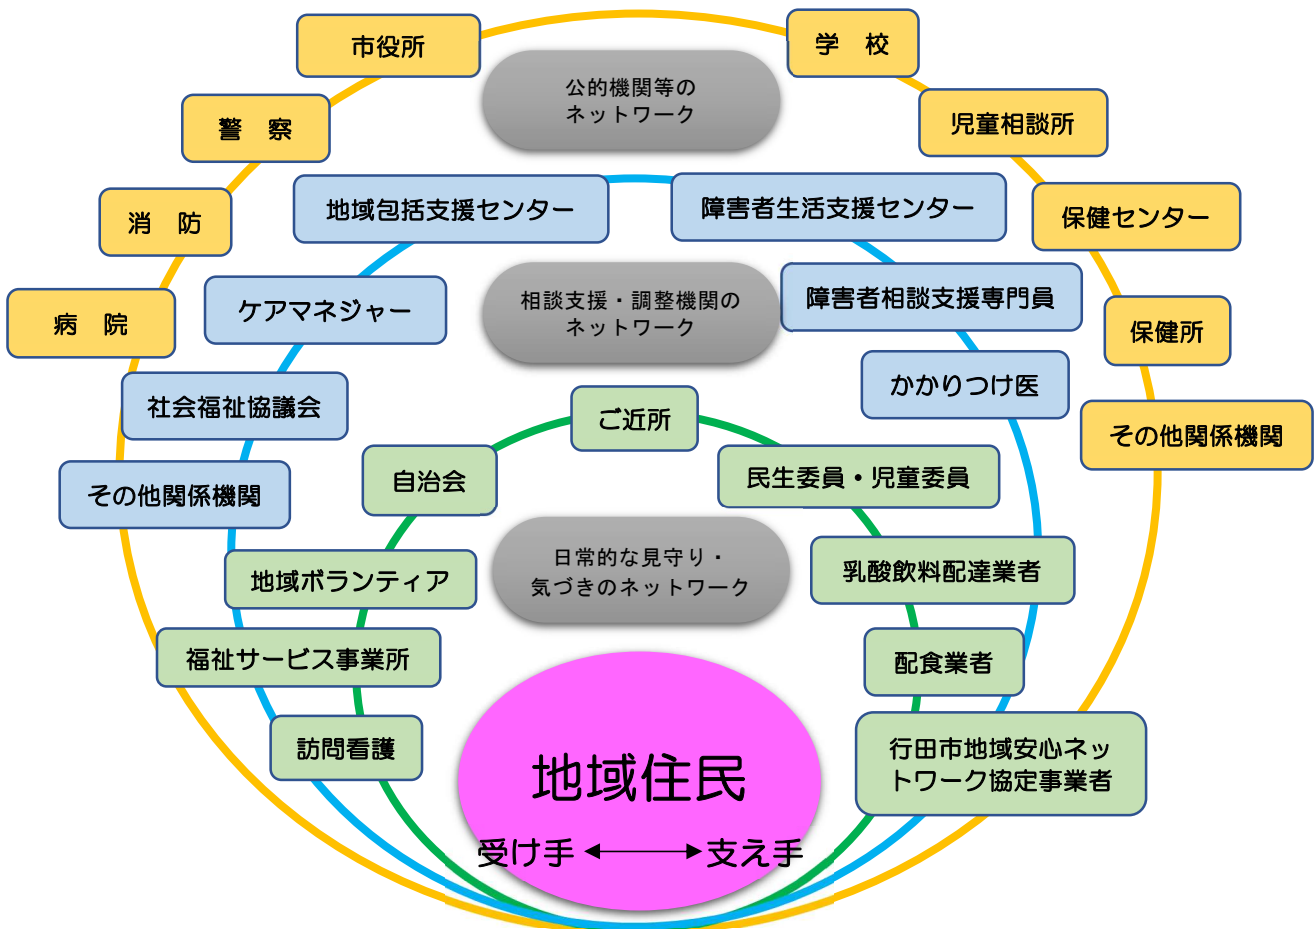 市役所
学　校
公的機関等の
ネットワーク
警　察
児童相談所
消　防
地域包括支援センター
障害者生活支援センター
保健センター
病　院
ケアマネジャー
相談支援・調整機関の
ネットワーク
障害者相談支援専門員
保健所
社会福祉協議会
かかりつけ医
その他関係機関
ご近所
その他関係機関
自治会
民生委員・児童委員
日常的な見守り・
気づきのネットワーク
地域ボランティア
乳酸飲料配達業者
福祉サービス事業所
配食業者
訪問看護
行田市地域安心ネッ
トワーク協定事業者
地域住民
受け手
支え手